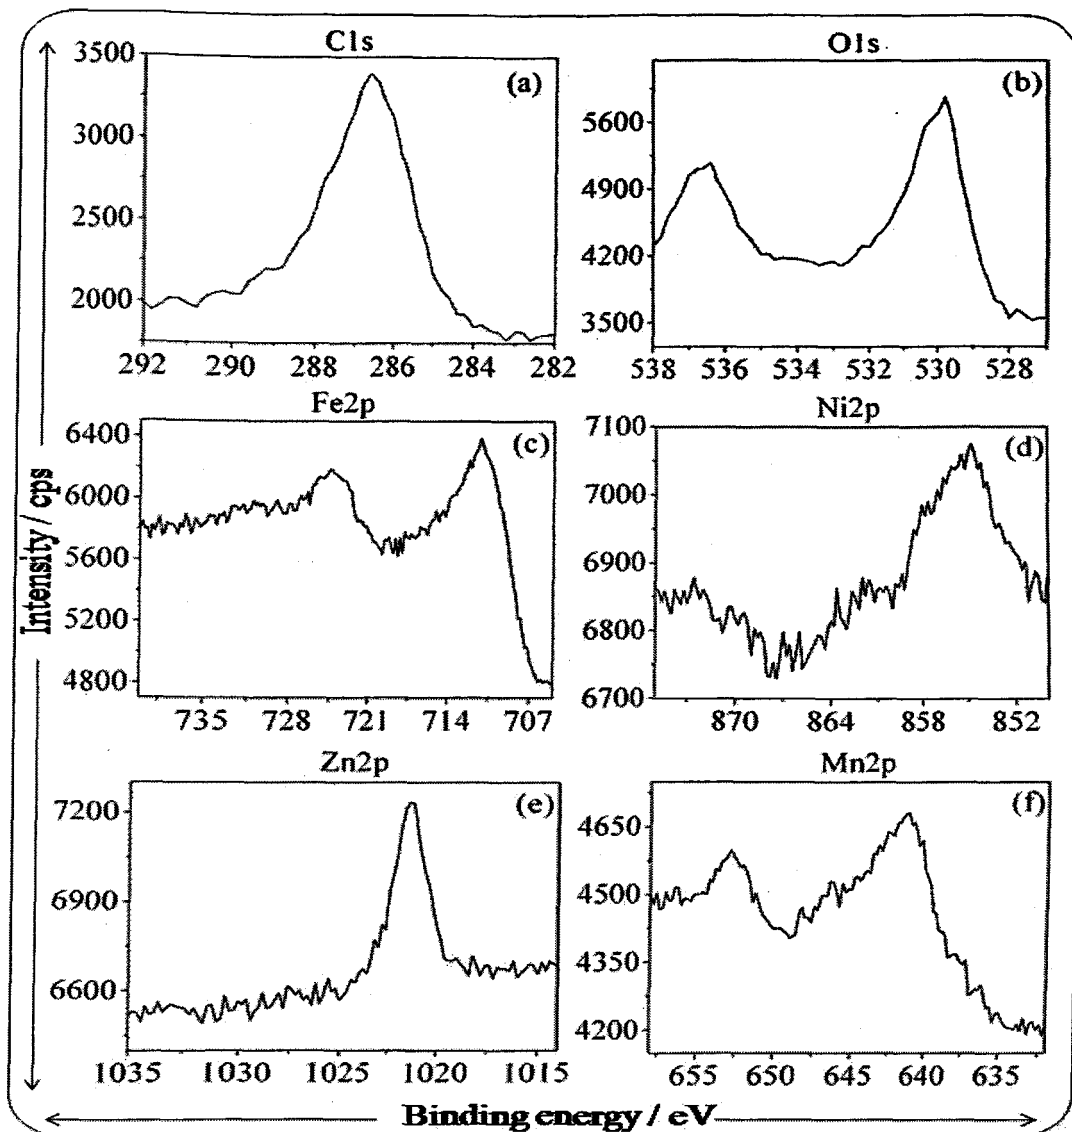 C1s
O1s
(a)
(b)
3500
3000
2500
2000
5600
4900
4200
3500
292 290 288 286 284 282
538 536 534 532 530 528
Fe2p
Ni2p
(c)
(d)
6400
6000
5600
5200
4800
7100
7000
6900
6800
6700
735 728 721 714 707
870 864 858 852
Zn2p
Mn2p
(e)
(f)
7200
6900
6600
4650
4500
4350
4200
1035 1030 1025 1020 1015
655 650 645 640 635
Intensity / cps
Binding energy / eV